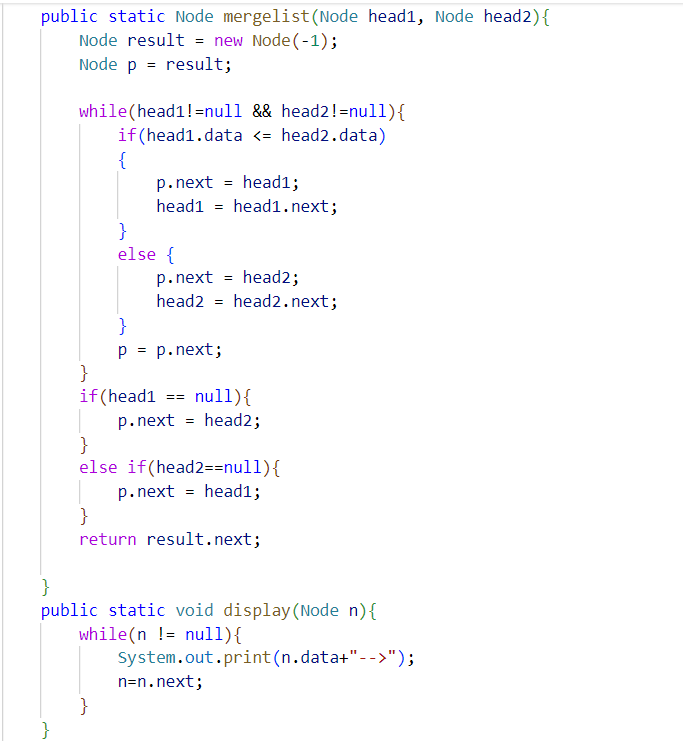 public static Node mergelist(Node head1, Node head2){
Node result = new Node(-1);
Node p = result;
while(head1!=null && head2!=null){
if(head1.data <= head2.data)
{
p.next = head1;
head1 = head1.next;
}
else {
p.next = head2;
head2 = head2.next;
}
p = p.next;
}
if(head1 == null){
p.next = head2;
}
else if(head2==null){
p.next = head1;
}
return result.next;
}
public static void display(Node n){
while(n != null){
System.out.print(n.data+"-->");
n=n.next;
}
}